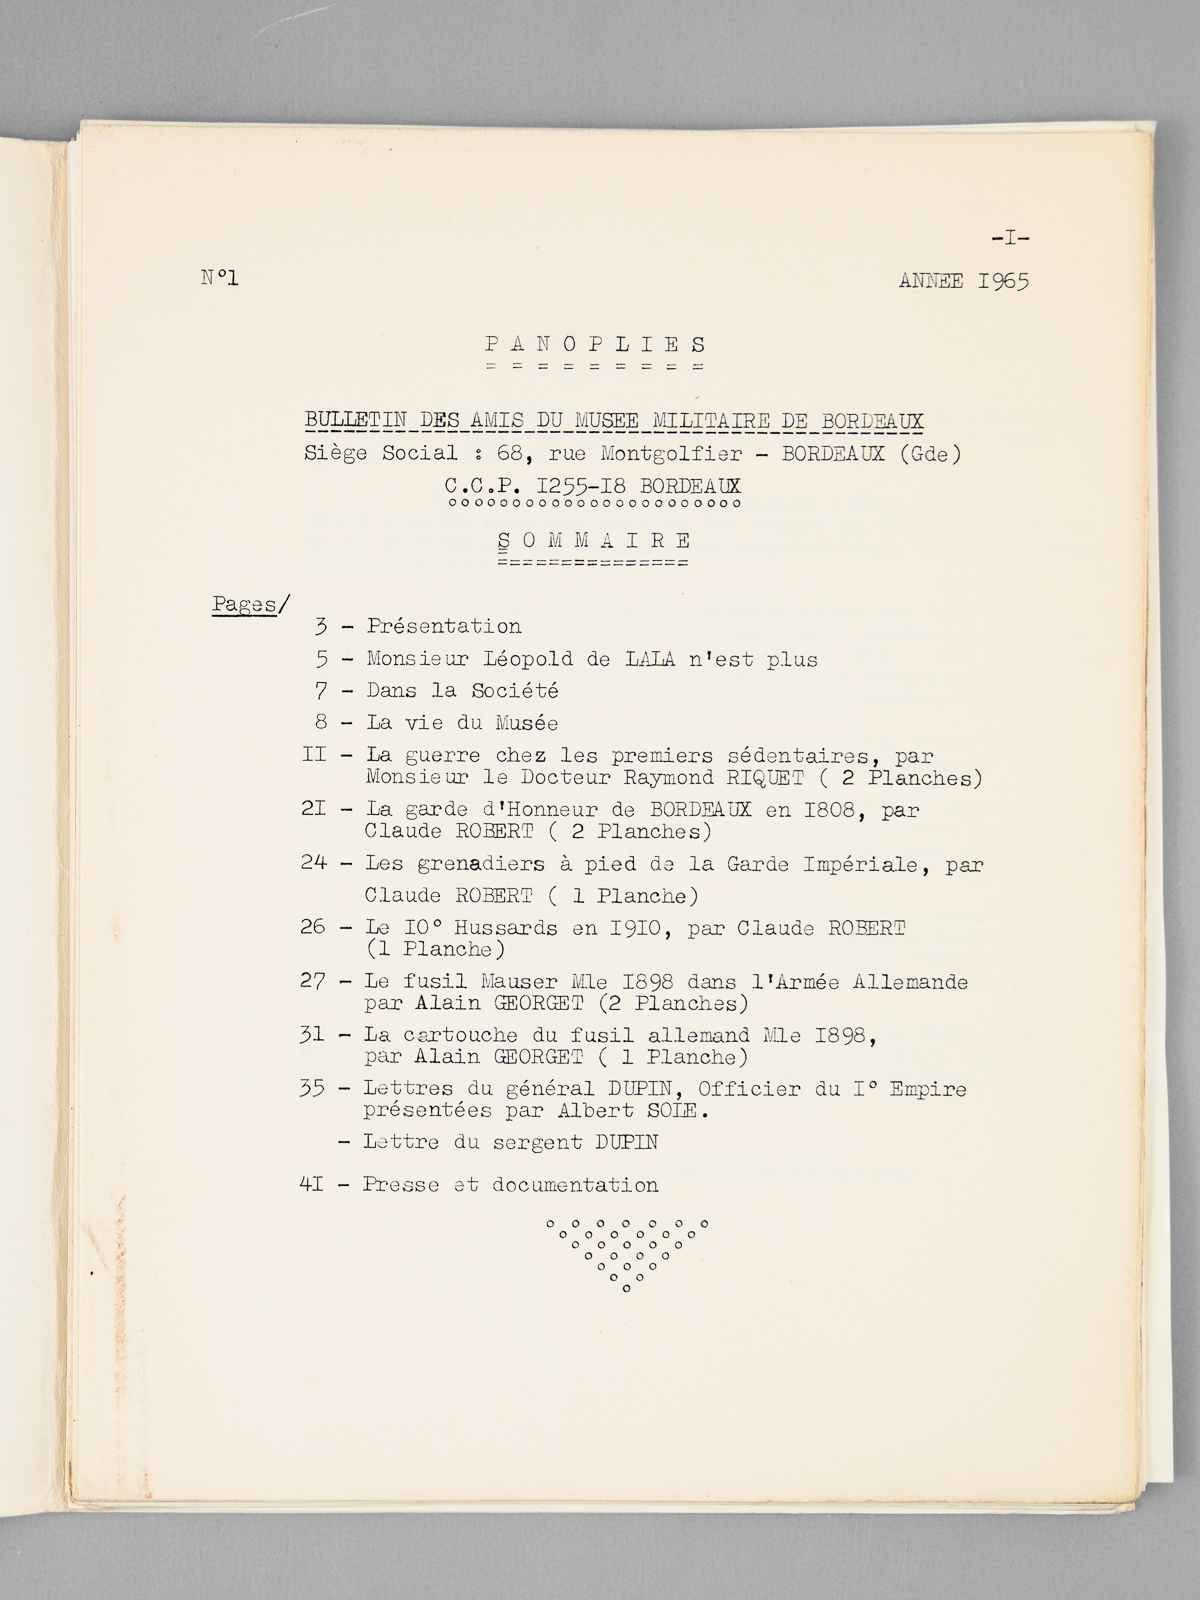 -I-
N°1 ANNEE I965
P A N O P L I E S
= = = = = = = = =
BULLETIN DES AMIS DU MUSEE MILITAIRE DE BORDEAUX
Siège Social : 68, rue Montgolfier - BORDEAUX (Gde)
C.C.P. I255-I8 BORDEAUX
S O M M A I R E
===============
Pages/
3 - Présentation
5 - Monsieur Léopold de LALA n'est plus
7 - Dans la Société
8 - La vie du Musée
II - La guerre chez les premiers sédentaires, par
Monsieur le Docteur Raymond RIQUET ( 2 Planches)
2I - La garde d'Honneur de BORDEAUX en I808, par
Claude ROBERT ( 2 Planches)
24 - Les grenadiers à pied de la Garde Impériale, par
Claude ROBERT ( 1 Planche)
26 - Le I0° Hussards en I9I0, par Claude ROBERT
(1 Planche)
27 - Le fusil Mauser Mle I898 dans l'Armée Allemande
par Alain GEORGET (2 Planches)
3I - La cartouche du fusil allemand Mle I898,
par Alain GEORGET ( 1 Planche)
35 - Lettres du général DUPIN, Officier du I° Empire
présentées par Albert SOIE.
- Lettre du sergent DUPIN
4I - Presse et documentation